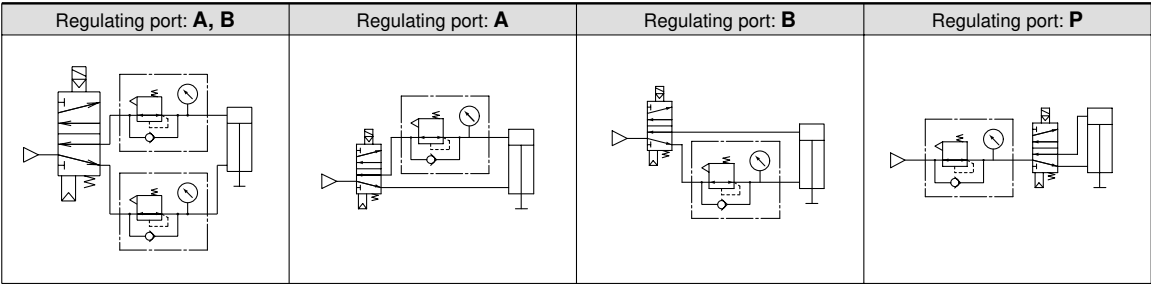 Regulating port: A, B
Regulating port: A
Regulating port: B
Regulating port: P